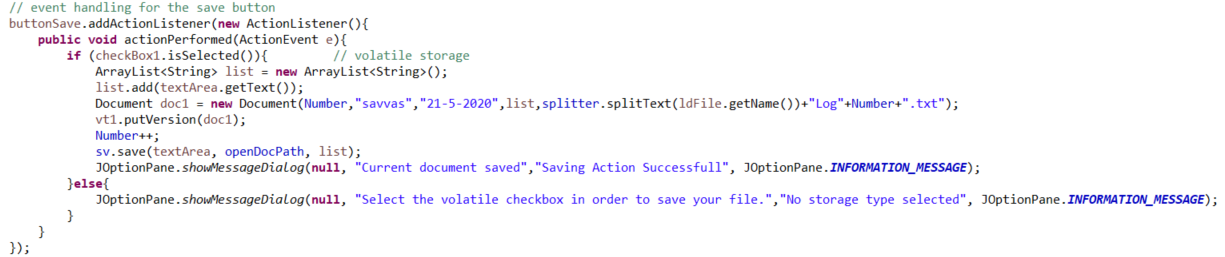 // event handling for the save button
buttonSave.addActionListener(new ActionListener(){
    public void actionPerformed(ActionEvent e){
        if (checkBox1.isSelected()){         // volatile storage
            ArrayList<String> list = new ArrayList<String>();
            list.add(textArea.getText());
            Document doc1 = new Document(Number,"savvas","21-5-2020",list,splitter.splitText(ldFile.getName())+"Log"+Number+".txt");
            vt1.putVersion(doc1);
            Number++;
            sv.save(textArea, openDocPath, list);
            JOptionPane.showMessageDialog(null, "Current document saved","Saving Action Successfull", JOptionPane.INFORMATION_MESSAGE);
        }else{
            JOptionPane.showMessageDialog(null, "Select the volatile checkbox in order to save your file.","No storage type selected", JOptionPane.INFORMATION_MESSAGE);
        }
    }
});